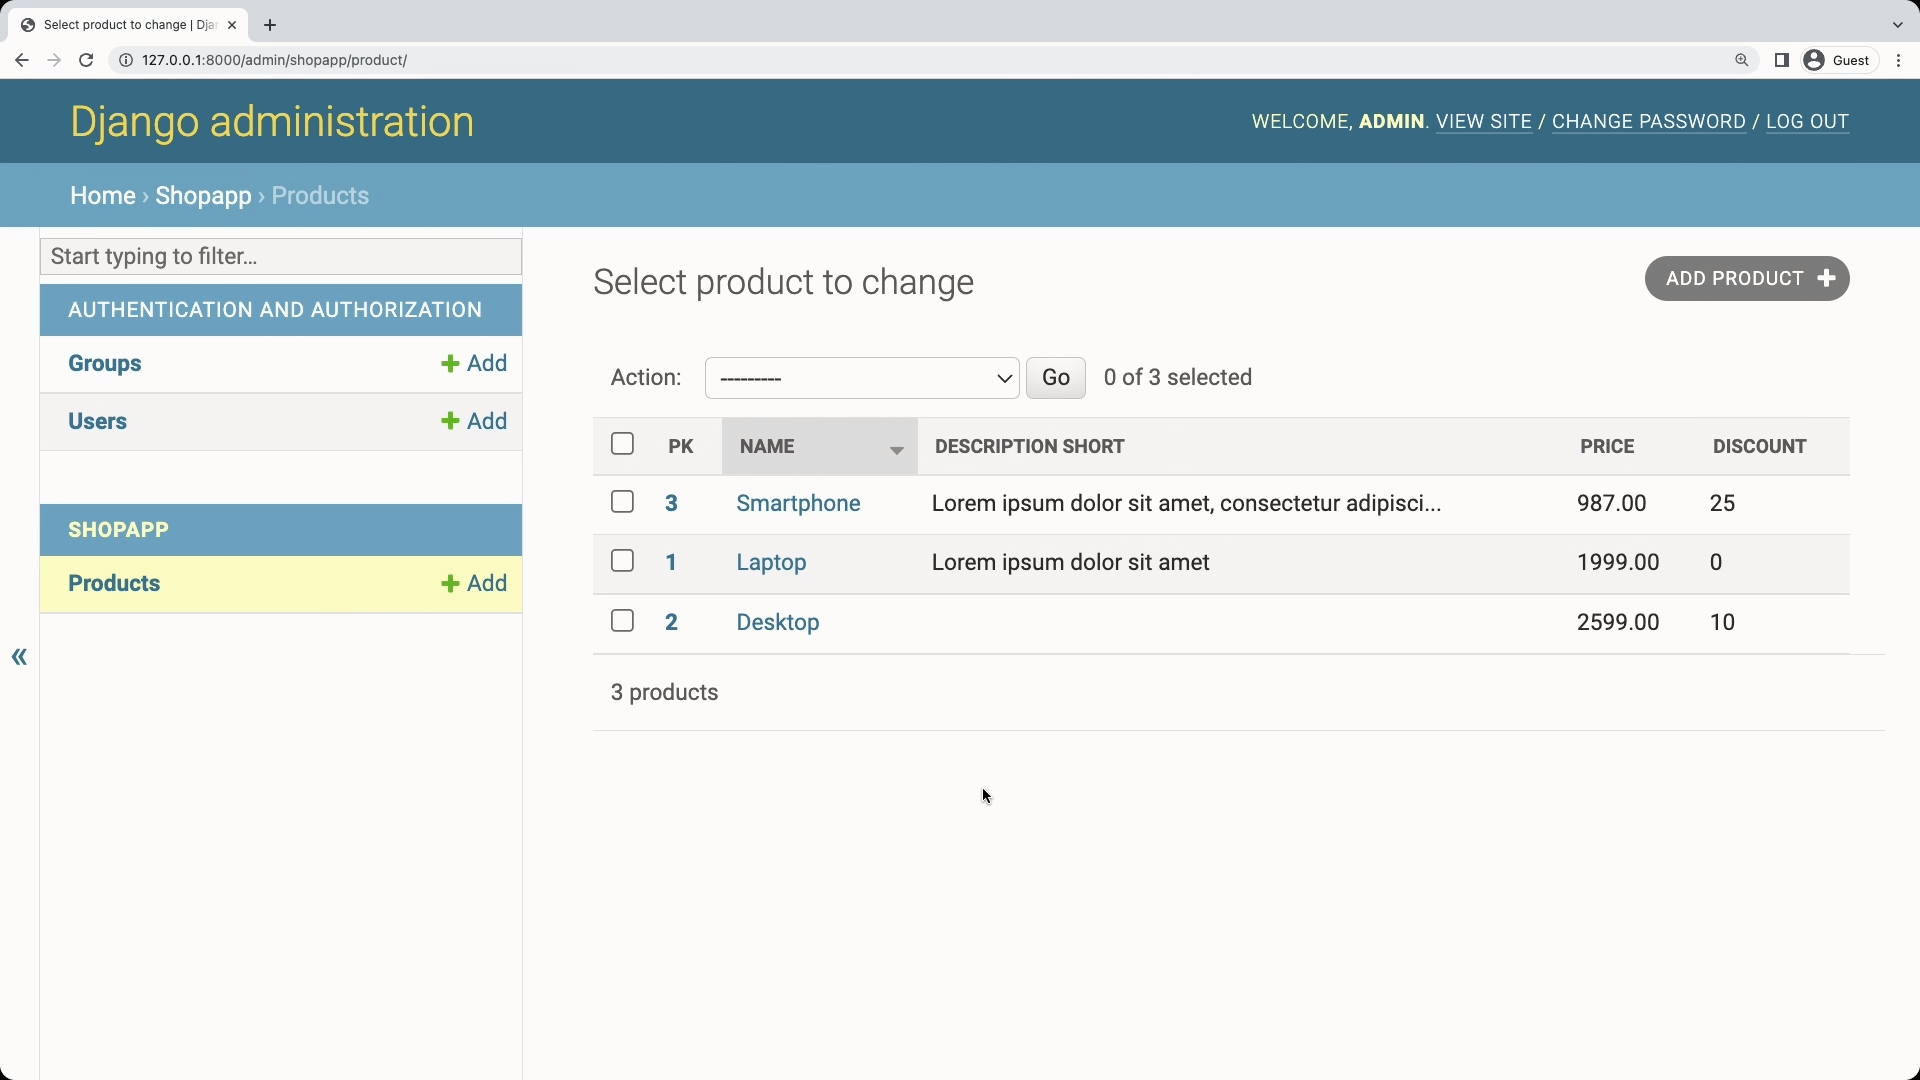 Select product to change | Dja
127.0.0.1:8000/admin/shopapp/product/
Guest
Django administration
WELCOME, ADMIN. VIEW SITE / CHANGE PASSWORD / LOG OUT
Home › Shopapp › Products
Start typing to filter...
AUTHENTICATION AND AUTHORIZATION
Groups + Add
Users + Add
SHOPAPP
Products + Add
«
Select product to change
ADD PRODUCT +
Action: --------- Go 0 of 3 selected
PK NAME DESCRIPTION SHORT PRICE DISCOUNT
3 Smartphone Lorem ipsum dolor sit amet, consectetur adipisci... 987.00 25
1 Laptop Lorem ipsum dolor sit amet 1999.00 0
2 Desktop 2599.00 10
3 products